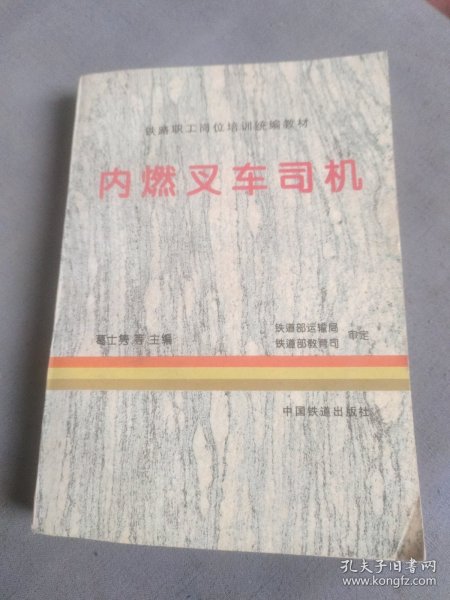 铁路职工岗位培训统编教材
内燃叉车司机
葛士芳 等 主编
铁道部运输局
铁道部教育司
审定
中国铁道出版社
孔夫子旧书网
www.kongfz.com